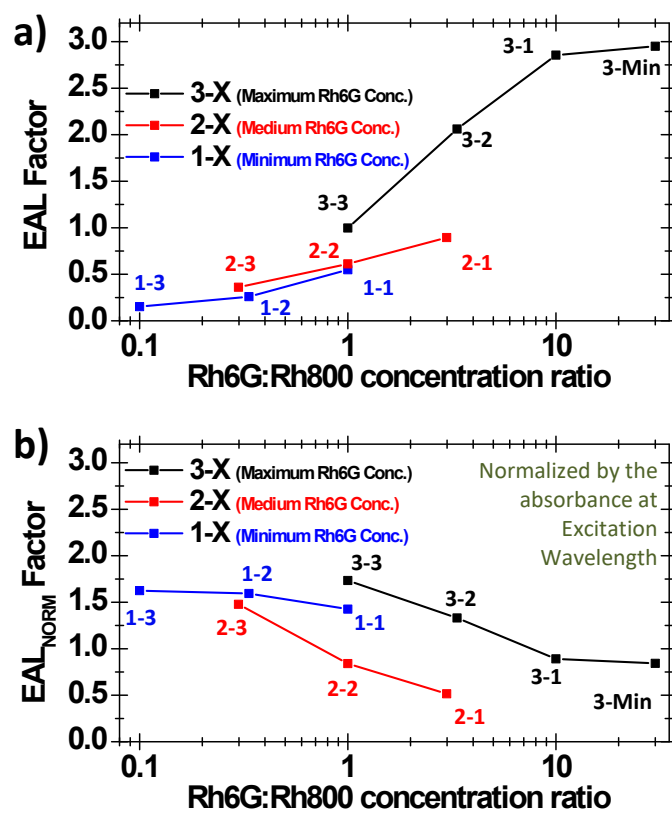 a)
3.0
2.5
2.0
1.5
1.0
0.5
0.0
EAL Factor
3-X (Maximum Rh6G Conc.)
2-X (Medium Rh6G Conc.)
1-X (Minimum Rh6G Conc.)
3-1
3-Min
3-2
3-3
2-3
2-2
2-1
1-3
1-2
1-1
0.1
1
10
Rh6G:Rh800 concentration ratio
b)
3.0
2.5
2.0
1.5
1.0
0.5
0.0
EALNORM Factor
3-X (Maximum Rh6G Conc.)
2-X (Medium Rh6G Conc.)
1-X (Minimum Rh6G Conc.)
Normalized by the
absorbance at
Excitation
Wavelength
3-3
1-2
3-2
1-3
2-3
1-1
3-1
2-2
2-1
3-Min
0.1
1
10
Rh6G:Rh800 concentration ratio